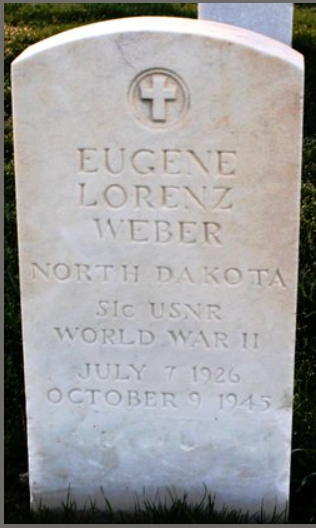 EUGENE
LORENZ
WEBER
NORTH DAKOTA
S1c USNR
WORLD WAR II
JULY 7 1926
OCTOBER 9 1945